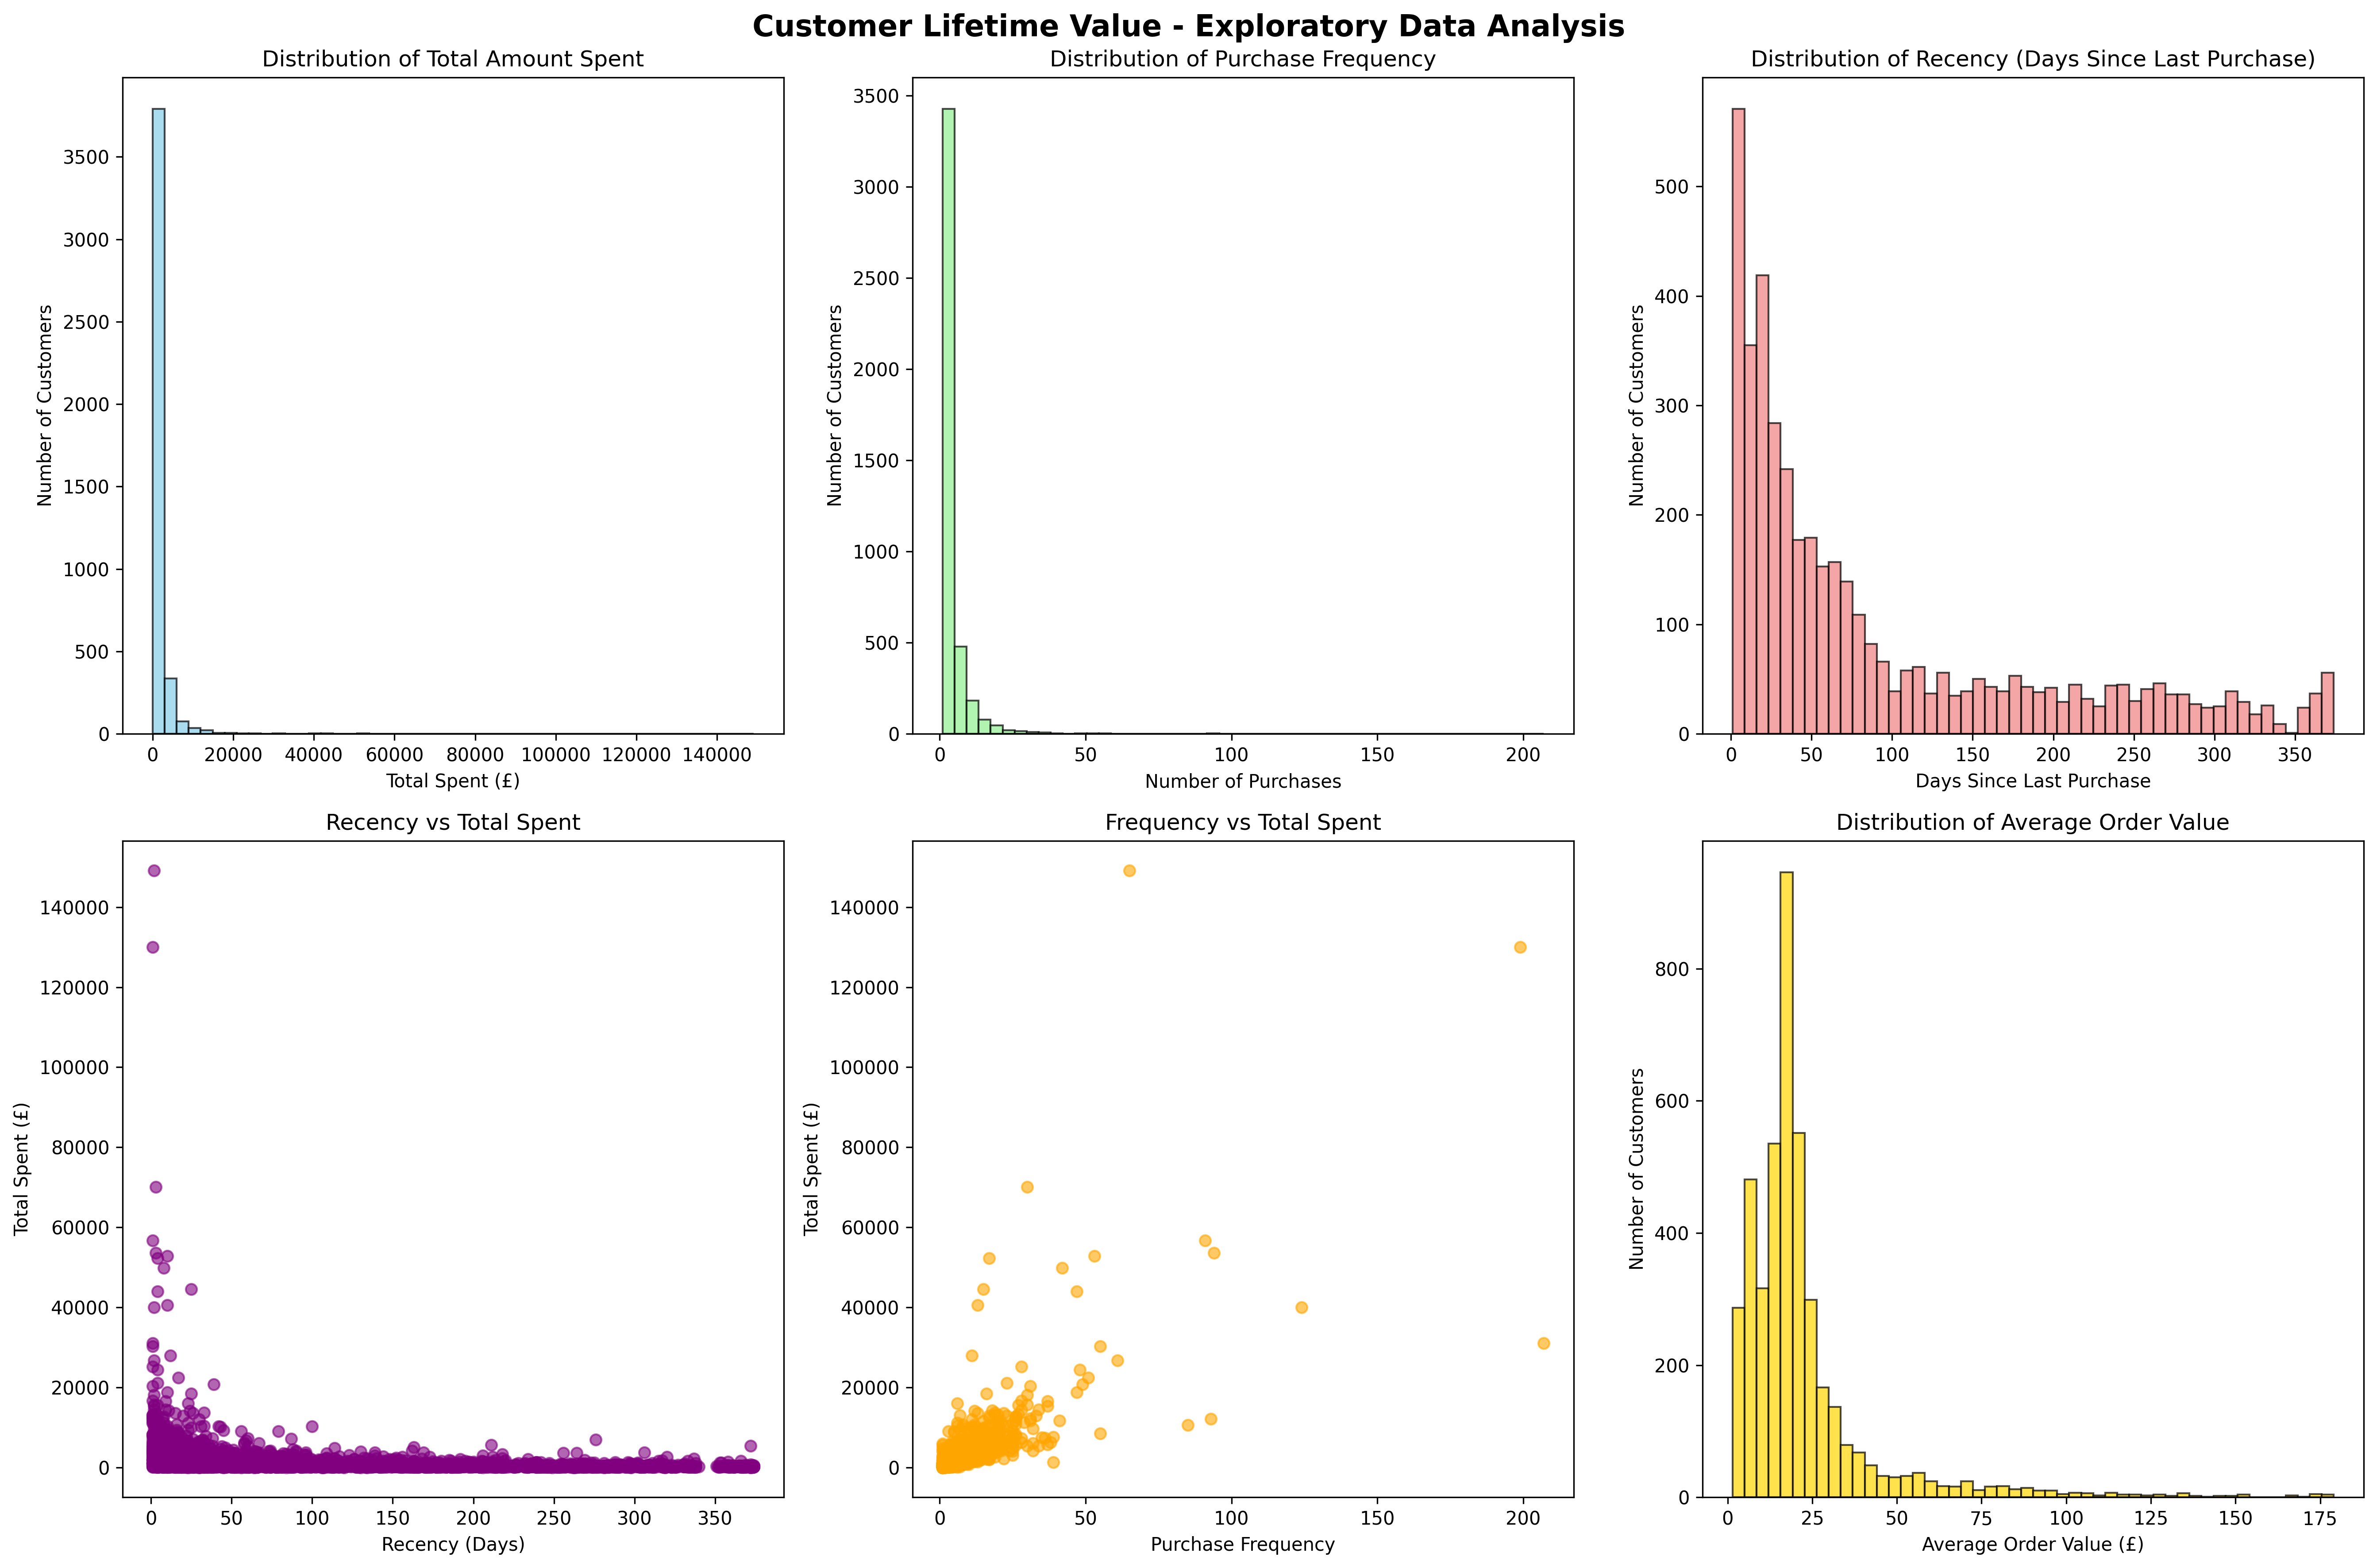 Customer Lifetime Value - Exploratory Data Analysis
Distribution of Total Amount Spent
Number of Customers
3500
3000
2500
2000
1500
1000
500
0
0 20000 40000 60000 80000 100000 120000 140000
Total Spent (£)
Distribution of Purchase Frequency
Number of Customers
3500
3000
2500
2000
1500
1000
500
0
0 50 100 150 200
Number of Purchases
Distribution of Recency (Days Since Last Purchase)
Number of Customers
500
400
300
200
100
0
0 50 100 150 200 250 300 350
Days Since Last Purchase
Recency vs Total Spent
Total Spent (£)
140000
120000
100000
80000
60000
40000
20000
0
0 50 100 150 200 250 300 350
Recency (Days)
Frequency vs Total Spent
Total Spent (£)
140000
120000
100000
80000
60000
40000
20000
0
0 50 100 150 200
Purchase Frequency
Distribution of Average Order Value
Number of Customers
800
600
400
200
0
0 25 50 75 100 125 150 175
Average Order Value (£)